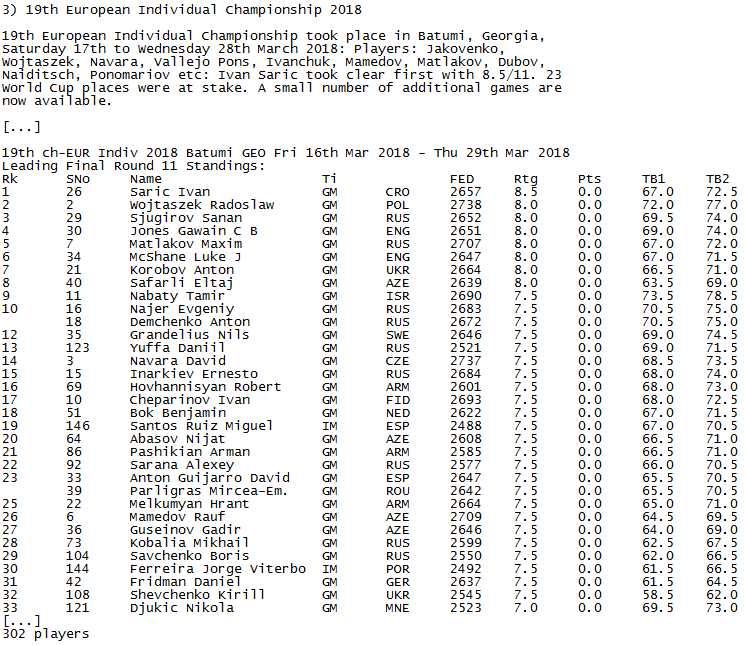 3) 19th European Individual Championship 2018
19th European Individual Championship took place in Batumi, Georgia,
Saturday 17th to Wednesday 28th March 2018: Players: Jakovenko,
Wojtaszek, Navara, Vallejo Pons, Ivanchuk, Mamedov, Matlakov, Dubov,
Naiditsch, Ponomariov etc: Ivan Saric took clear first with 8.5/11. 23
World Cup places were at stake. A small number of additional games are
now available.
[...]
19th ch-EUR Indiv 2018 Batumi GEO Fri 16th Mar 2018 - Thu 29th Mar 2018
Leading Final Round 11 Standings:
Rk SNo Name Ti FED Rtg Pts TB1 TB2
1 26 Saric Ivan GM CRO 2657 8.5 0.0 67.0 72.5
2 2 Wojtaszek Radoslaw GM POL 2738 8.0 0.0 72.0 77.0
3 29 Sjugirov Sanan GM RUS 2652 8.0 0.0 69.5 74.0
4 30 Jones Gawain C B GM ENG 2651 8.0 0.0 69.0 74.0
5 7 Matlakov Maxim GM RUS 2707 8.0 0.0 67.0 72.0
6 34 McShane Luke J GM ENG 2647 8.0 0.0 67.0 71.5
7 21 Korobov Anton GM UKR 2664 8.0 0.0 66.5 71.0
8 40 Safarli Eltaj GM AZE 2639 8.0 0.0 63.5 69.0
9 11 Nabaty Tamir GM ISR 2690 7.5 0.0 73.5 78.5
10 16 Najer Evgeniy GM RUS 2683 7.5 0.0 70.5 75.0
18 Demchenko Anton GM RUS 2672 7.5 0.0 70.5 75.0
12 35 Grandelius Nils GM SWE 2646 7.5 0.0 69.0 74.5
13 123 Yuffa Daniil GM RUS 2521 7.5 0.0 69.0 71.5
14 3 Navara David GM CZE 2737 7.5 0.0 68.5 73.5
15 15 Inarkiev Ernesto GM RUS 2684 7.5 0.0 68.0 74.0
16 69 Hovhannisyan Robert GM ARM 2601 7.5 0.0 68.0 73.0
17 10 Cheparinov Ivan GM FID 2693 7.5 0.0 68.0 72.5
18 51 Bok Benjamin GM NED 2622 7.5 0.0 67.0 71.5
19 146 Santos Ruiz Miguel IM ESP 2488 7.5 0.0 67.0 70.5
20 64 Abasov Nijat GM AZE 2608 7.5 0.0 66.5 71.0
21 86 Pashikian Arman GM ARM 2585 7.5 0.0 66.5 71.0
22 92 Sarana Alexey GM RUS 2577 7.5 0.0 66.0 70.5
23 33 Anton Guijarro David GM ESP 2647 7.5 0.0 65.5 70.5
39 Parligras Mircea-Em. GM ROU 2642 7.5 0.0 65.5 70.5
25 22 Melkumyan Hrant GM ARM 2664 7.5 0.0 65.0 71.0
26 6 Mamedov Rauf GM AZE 2709 7.5 0.0 64.5 69.5
27 36 Guseinov Gadir GM AZE 2646 7.5 0.0 64.0 69.0
28 73 Kobalia Mikhail GM RUS 2599 7.5 0.0 62.5 67.5
29 104 Savchenko Boris GM RUS 2550 7.5 0.0 62.0 66.5
30 144 Ferreira Jorge Viterbo IM POR 2492 7.5 0.0 61.5 66.5
31 42 Fridman Daniel GM GER 2637 7.5 0.0 61.5 64.5
32 108 Shevchenko Kirill GM UKR 2545 7.5 0.0 58.5 62.0
33 121 Djukic Nikola GM MNE 2523 7.0 0.0 69.5 73.0
[...]
302 players